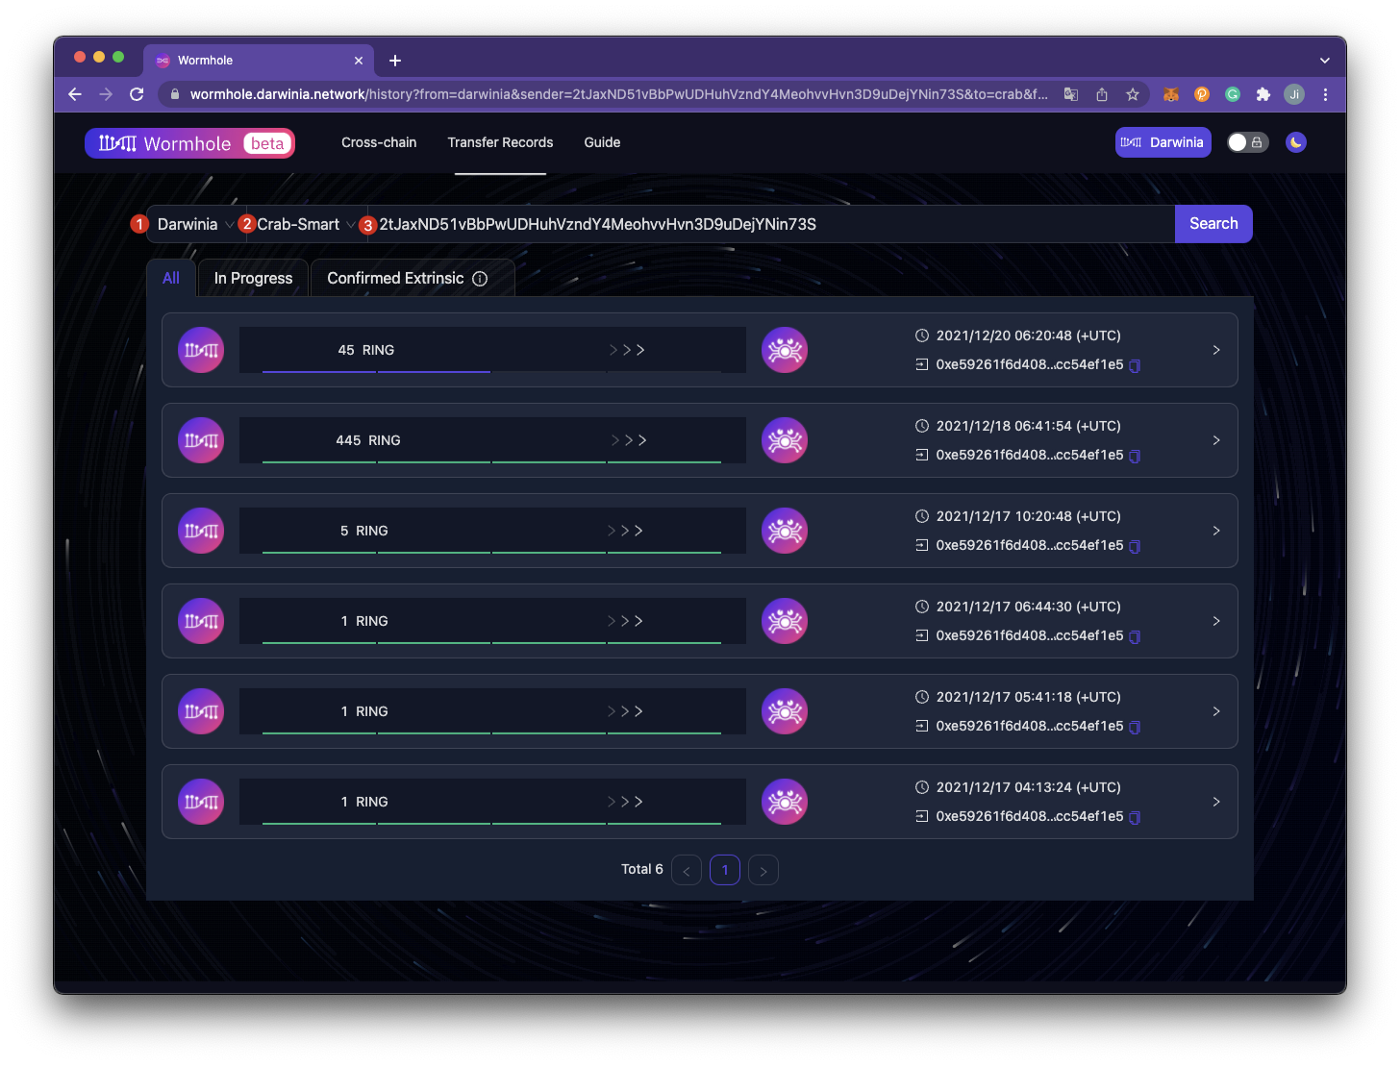 Wormhole
wormhole.darwinia.network/history?from=darwinia&sender=2tJaxND51vBbPwUDHuhVzndY4MeohvvHvn3D9uDejYNin73S&to=crab&f...
Ji
Wormhole beta
Cross-chain
Transfer Records
Guide
Darwinia
1 Darwinia 2 Crab-Smart 3 2tJaxND51vBbPwUDHuhVzndY4MeohvvHvn3D9uDejYNin73S
Search
All
In Progress
Confirmed Extrinsic
45 RING
2021/12/20 06:20:48 (+UTC)
0xe59261f6d408...cc54ef1e5
445 RING
2021/12/18 06:41:54 (+UTC)
0xe59261f6d408...cc54ef1e5
5 RING
2021/12/17 10:20:48 (+UTC)
0xe59261f6d408...cc54ef1e5
1 RING
2021/12/17 06:44:30 (+UTC)
0xe59261f6d408...cc54ef1e5
1 RING
2021/12/17 05:41:18 (+UTC)
0xe59261f6d408...cc54ef1e5
1 RING
2021/12/17 04:13:24 (+UTC)
0xe59261f6d408...cc54ef1e5
Total 6 < 1 >